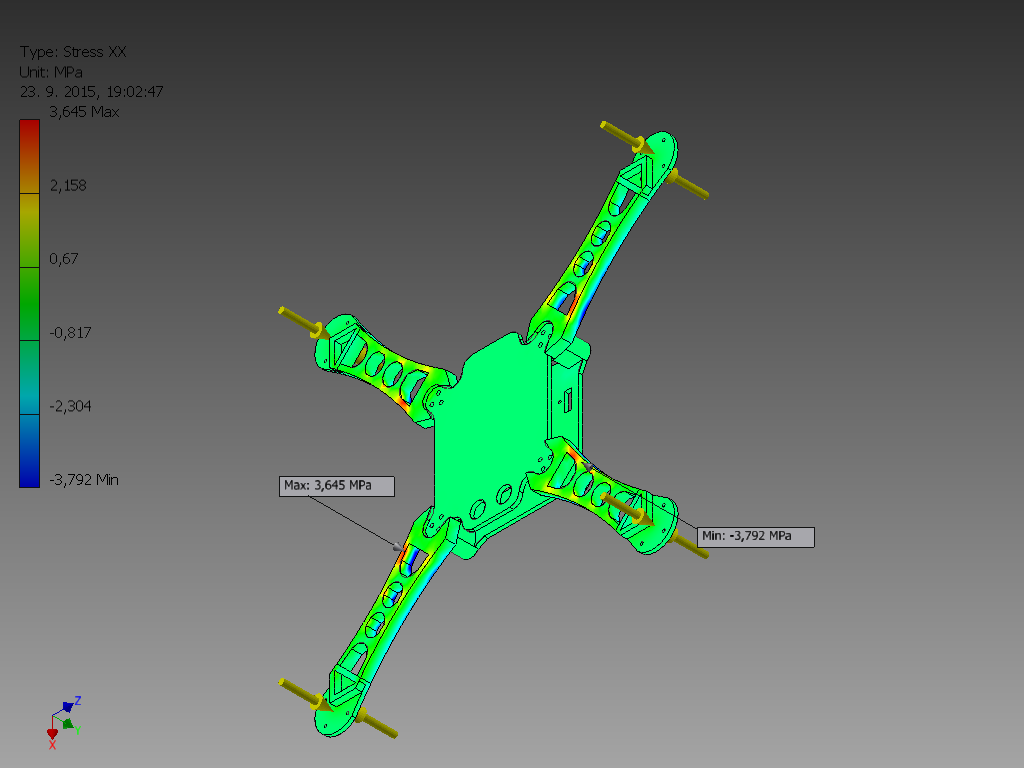 Type: Stress XX
Unit: MPa
23. 9. 2015, 19:02:47
3,645 Max
2,158
0,67
-0,817
-2,304
-3,792 Min
Max: 3,645 MPa
Min: -3,792 MPa
Z
Y
X